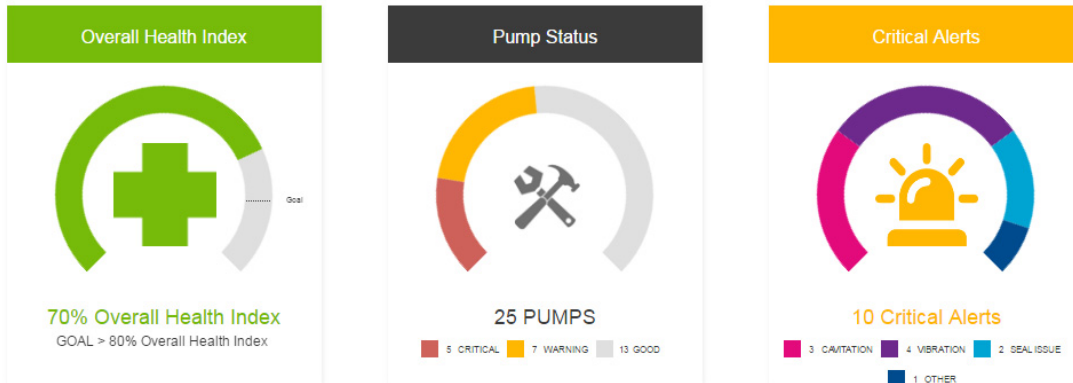 Overall Health Index
Goal
70% Overall Health Index
GOAL > 80% Overall Health Index
Pump Status
25 PUMPS
5 CRITICAL 7 WARNING 13 GOOD
Critical Alerts
10 Critical Alerts
3 CAVITATION 4 VIBRATION 2 SEAL ISSUE
1 OTHER